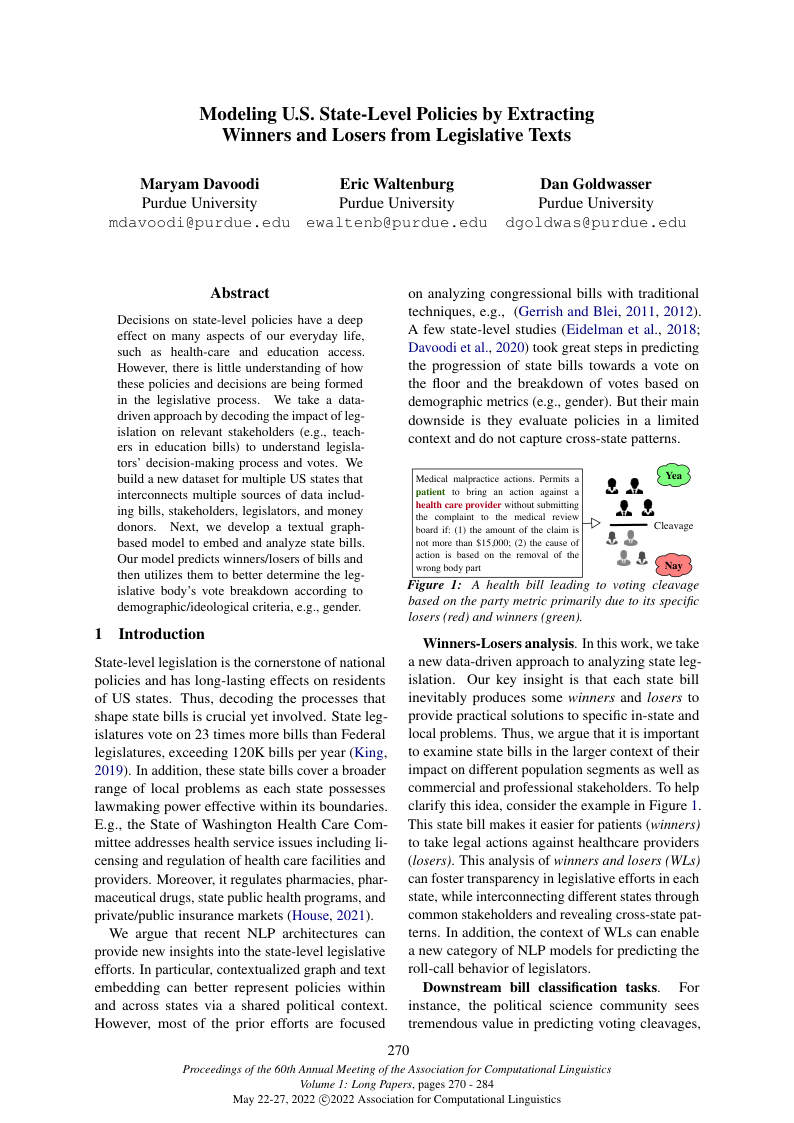 Modeling U.S. State-Level Policies by Extracting
Winners and Losers from Legislative Texts
Maryam Davoodi
Purdue University
mdavoodi@purdue.edu
Eric Waltenburg
Purdue University
ewaltenb@purdue.edu
Dan Goldwasser
Purdue University
dgoldwas@purdue.edu
Abstract
Decisions on state-level policies have a deep
effect on many aspects of our everyday life,
such as health-care and education access.
However, there is little understanding of how
these policies and decisions are being formed
in the legislative process. We take a data-
driven approach by decoding the impact of leg-
islation on relevant stakeholders (e.g., teach-
ers in education bills) to understand legisla-
tors' decision-making process and votes. We
build a new dataset for multiple US states that
interconnects multiple sources of data includ-
ing bills, stakeholders, legislators, and money
donors. Next, we develop a textual graph-
based model to embed and analyze state bills.
Our model predicts winners/losers of bills and
then utilizes them to better determine the leg-
islative body's vote breakdown according to
demographic/ideological criteria, e.g., gender.
1 Introduction
State-level legislation is the cornerstone of national
policies and has long-lasting effects on residents
of US states. Thus, decoding the processes that
shape state bills is crucial yet involved. State leg-
islatures vote on 23 times more bills than Federal
legislatures, exceeding 120K bills per year (King,
2019). In addition, these state bills cover a broader
range of local problems as each state possesses
lawmaking power effective within its boundaries.
E.g., the State of Washington Health Care Com-
mittee addresses health service issues including li-
censing and regulation of health care facilities and
providers. Moreover, it regulates pharmacies, phar-
maceutical drugs, state public health programs, and
private/public insurance markets (House, 2021).
We argue that recent NLP architectures can
provide new insights into the state-level legislative
efforts. In particular, contextualized graph and text
embedding can better represent policies within
and across states via a shared political context.
However, most of the prior efforts are focused
on analyzing congressional bills with traditional
techniques, e.g., (Gerrish and Blei, 2011, 2012).
A few state-level studies (Eidelman et al., 2018;
Davoodi et al., 2020) took great steps in predicting
the progression of state bills towards a vote on
the floor and the breakdown of votes based on
demographic metrics (e.g., gender). But their main
downside is they evaluate policies in a limited
context and do not capture cross-state patterns.
Medical malpractice actions. Permits a
patient to bring an action against a
health care provider without submitting
the complaint to the medical review
board if: (1) the amount of the claim is
not more than $15,000; (2) the cause of
action is based on the removal of the
wrong body part
Yea
Cleavage
Nay
Figure 1: A health bill leading to voting cleavage
based on the party metric primarily due to its specific
losers (red) and winners (green).
Winners-Losers analysis. In this work, we take
a new data-driven approach to analyzing state leg-
islation. Our key insight is that each state bill
inevitably produces some winners and losers to
provide practical solutions to specific in-state and
local problems. Thus, we argue that it is important
to examine state bills in the larger context of their
impact on different population segments as well as
commercial and professional stakeholders. To help
clarify this idea, consider the example in Figure 1.
This state bill makes it easier for patients (winners)
to take legal actions against healthcare providers
(losers). This analysis of winners and losers (WLs)
can foster transparency in legislative efforts in each
state, while interconnecting different states through
common stakeholders and revealing cross-state pat-
terns. In addition, the context of WLs can enable
a new category of NLP models for predicting the
roll-call behavior of legislators.
Downstream bill classification tasks. For
instance, the political science community sees
tremendous value in predicting voting cleavages,
270
Proceedings of the 60th Annual Meeting of the Association for Computational Linguistics
Volume 1: Long Papers, pages 270 - 284
May 22-27, 2022 ©2022 Association for Computational Linguistics